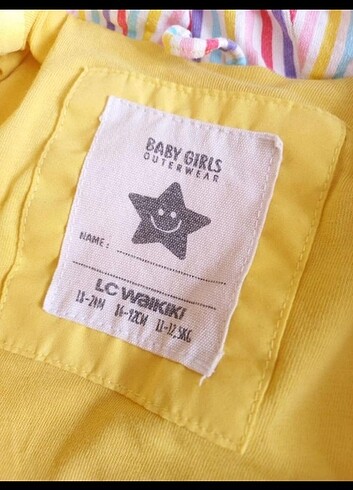 BABY GIRLS
OUTERWEAR
NAME :
LC WAIKIKI
18-24M 86-92CM 11-12,5KG